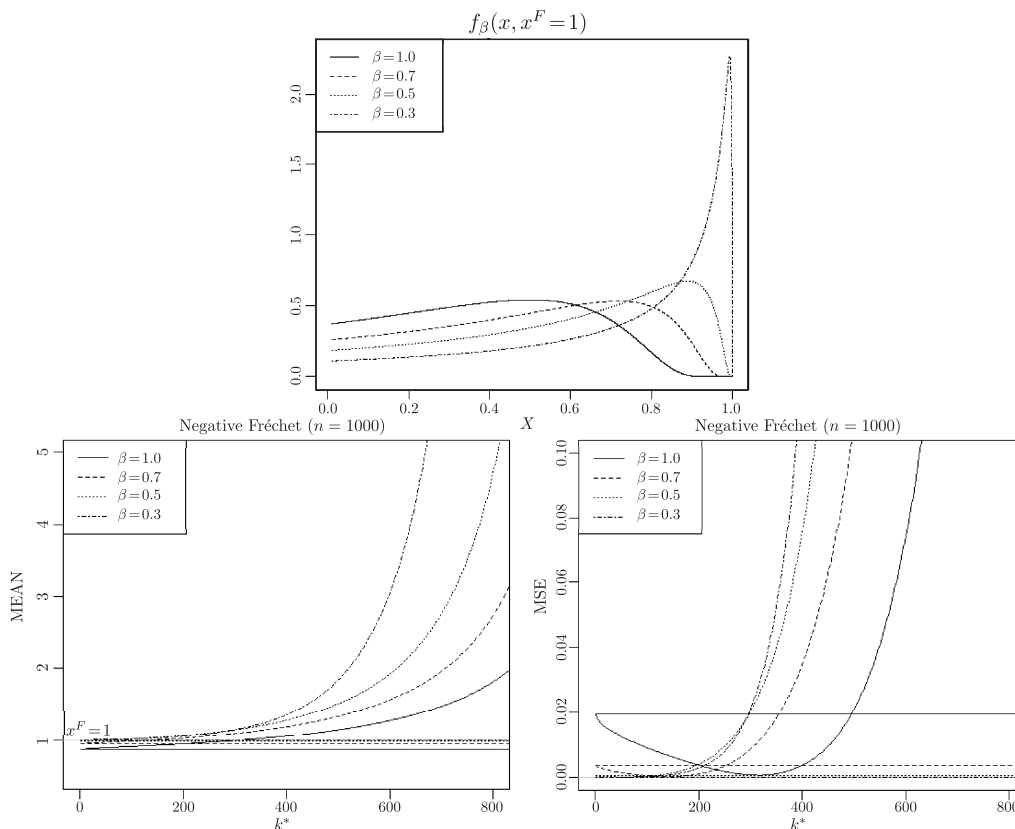 f_β(x, x^F = 1)
β=1.0
β=0.7
β=0.5
β=0.3
2.0
1.5
1.0
0.5
0.0
0.0 0.2 0.4 0.6 0.8 1.0
X
Negative Fréchet (n = 1000)
β=1.0
β=0.7
β=0.5
β=0.3
MEAN
5
4
3
2
1
x^F=1
0 200 400 600 800
k*
Negative Fréchet (n = 1000)
β=1.0
β=0.7
β=0.5
β=0.3
MSE
0.10
0.08
0.06
0.04
0.02
0.00
0 200 400 600 800
k*